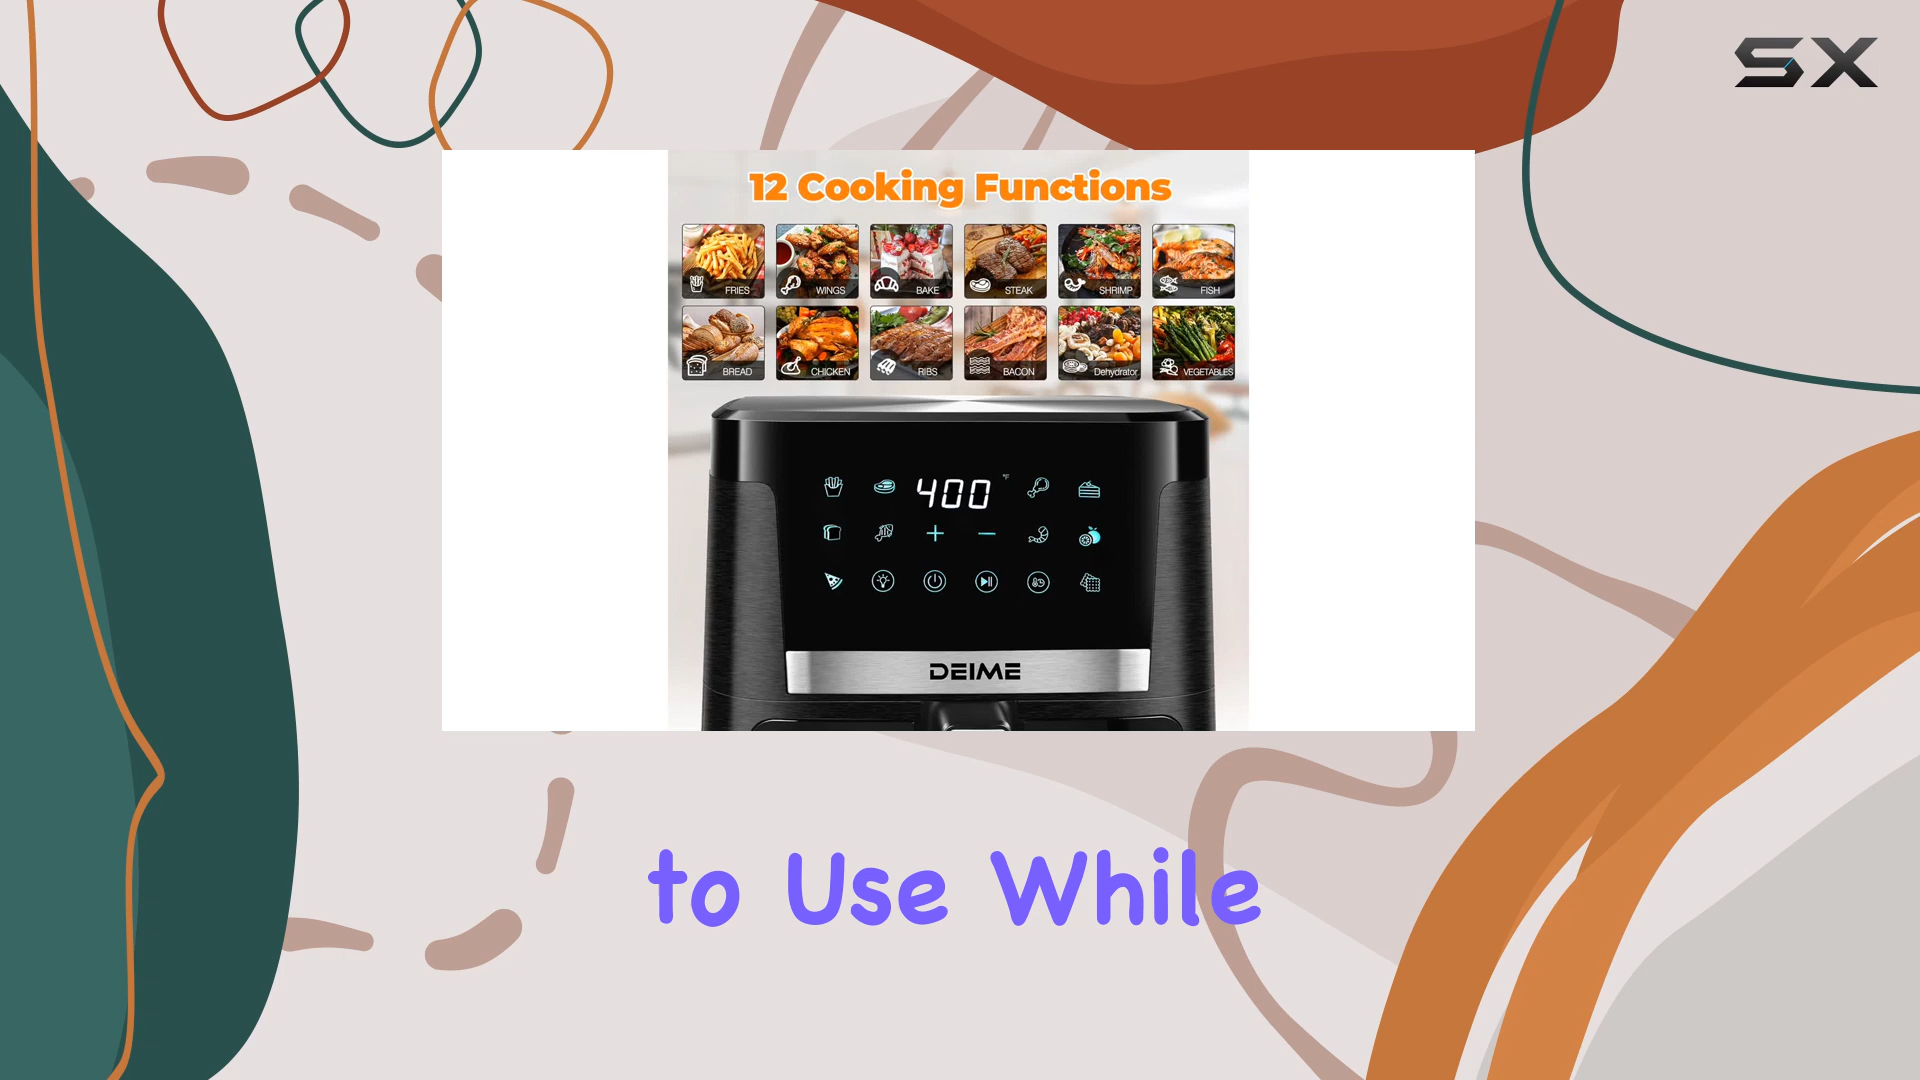 SX
12 Cooking Functions
FRIES WINGS BAKE STEAK SHRIMP FISH
BREAD CHICKEN RIBS BACON Dehydrator VEGETABLES
400 °F
DEIME
to Use While